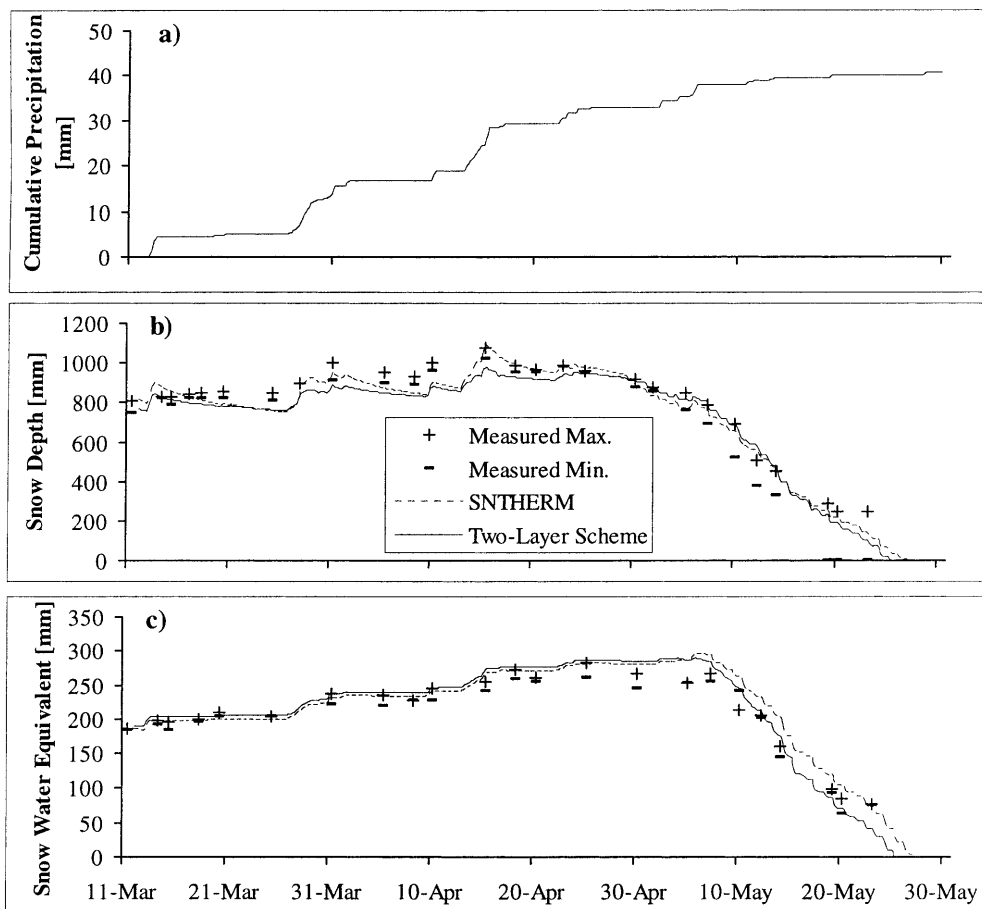 a)
Cumulative Precipitation
[mm]
50
40
30
20
10
0
b)
Snow Depth [mm]
1200
1000
800
600
400
200
0
+ Measured Max.
- Measured Min.
SNTHERM
Two-Layer Scheme
c)
Snow Water Equivalent [mm]
350
300
250
200
150
100
50
0
11-Mar 21-Mar 31-Mar 10-Apr 20-Apr 30-Apr 10-May 20-May 30-May